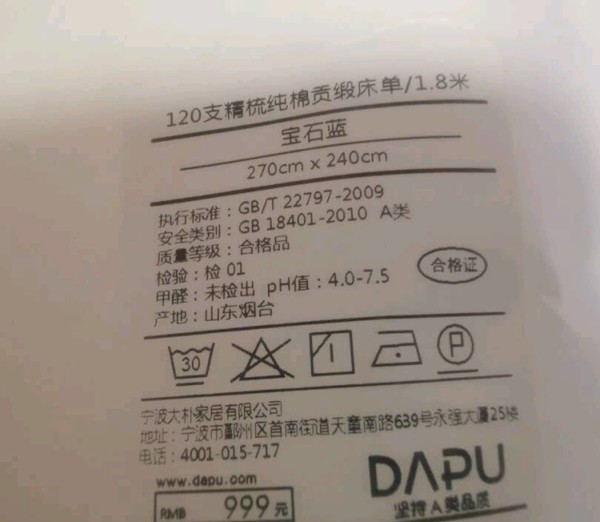 120支精梳纯棉贡缎床单/1.8米
宝石蓝
270cm x 240cm
执行标准：GB/T 22797-2009
安全类别：GB 18401-2010 A类
质量等级：合格品
检验：检 01
甲醛：未检出 pH值：4.0-7.5
产地：山东烟台
合格证
30
P
宁波大朴家居有限公司
地址：宁波市鄞州区首南街道天童南路639号永强大厦25楼
电话：4001-015-717
www.dapu.com
RMB 999元
DAPU
坚持A类品质